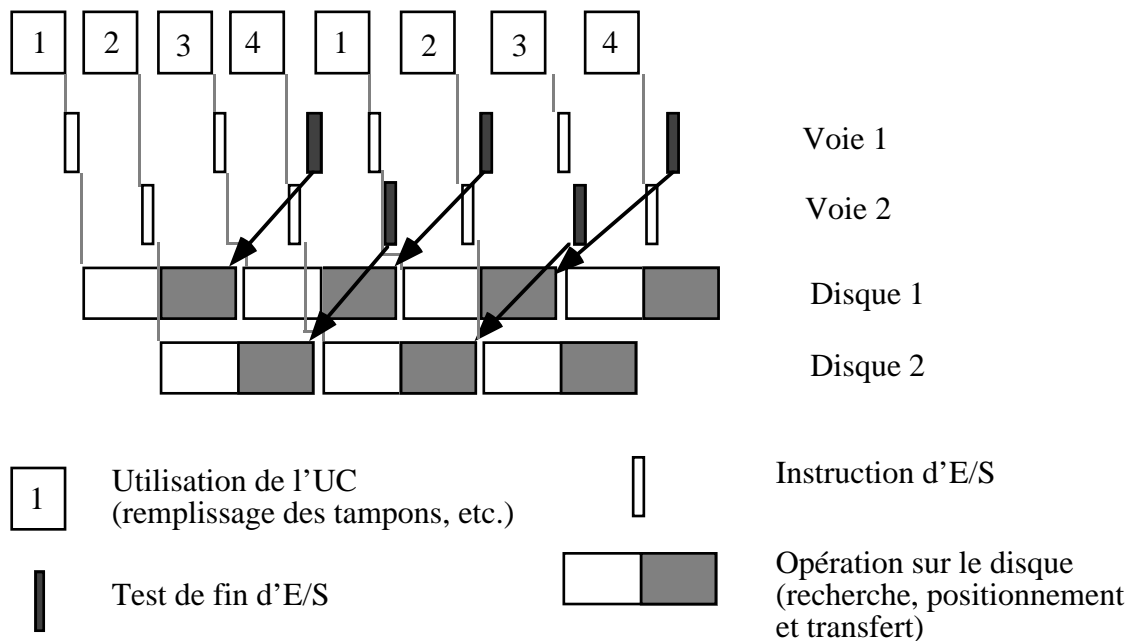 1 2 3 4 1 2 3 4
Voie 1
Voie 2
Disque 1
Disque 2
1
Utilisation de l’UC
(remplissage des tampons, etc.)
Instruction d’E/S
Test de fin d’E/S
Opération sur le disque
(recherche, positionnement
et transfert)